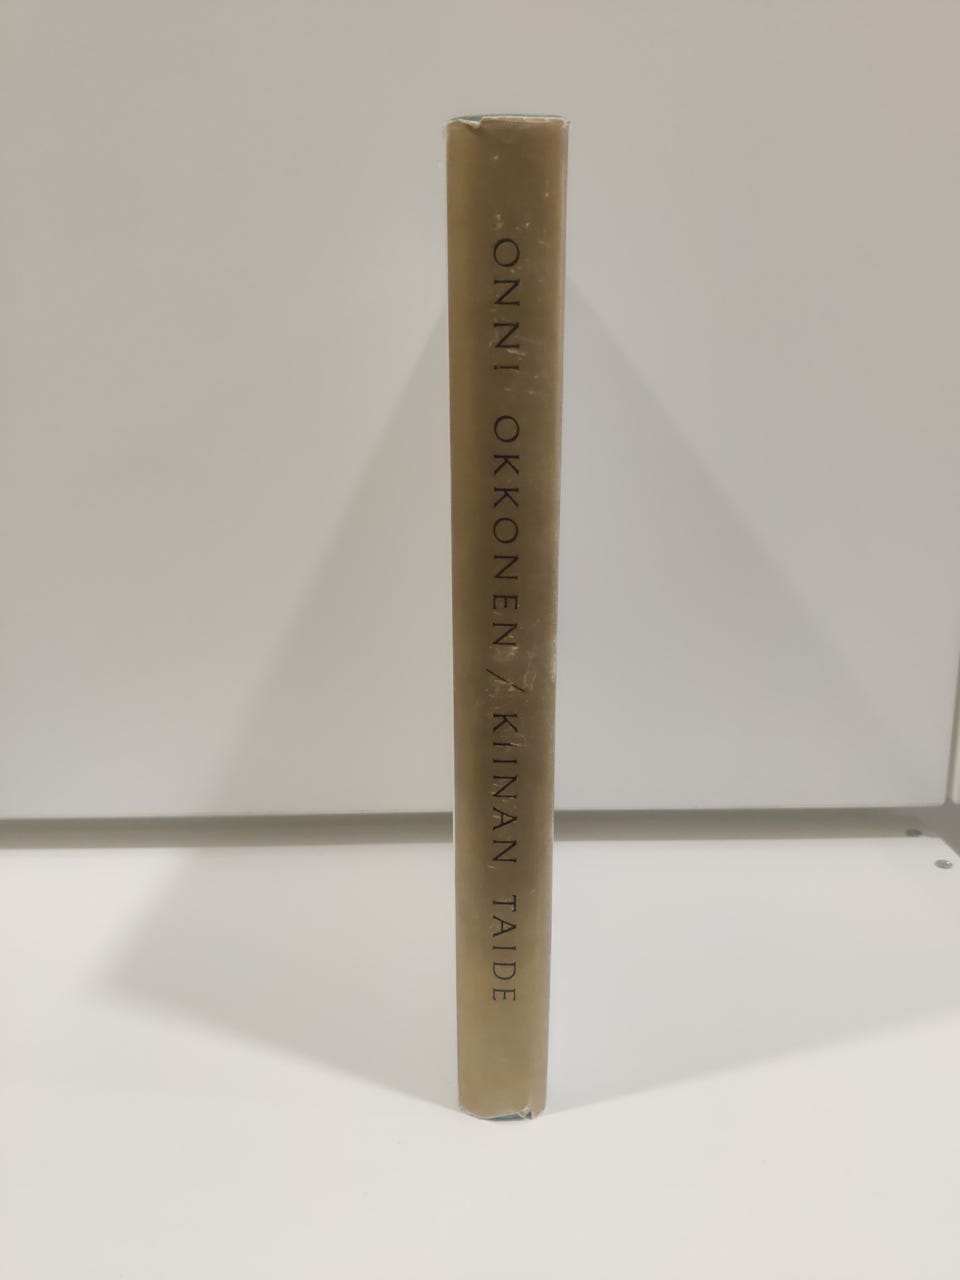 ONNI OKKONEN / KIINAN TAIDE